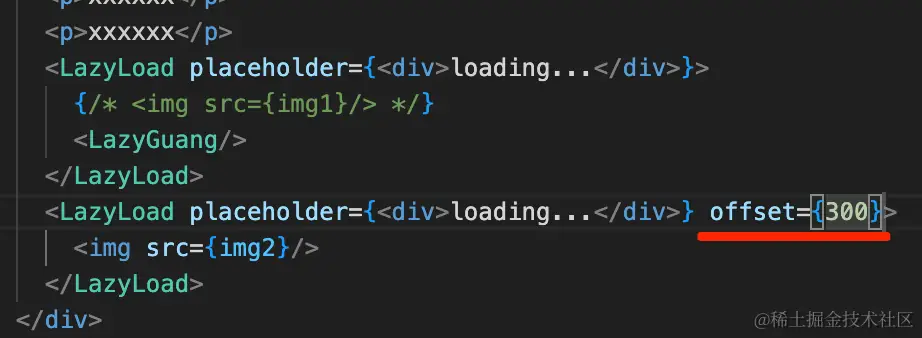 <p>xxxxxx</p>
<p>xxxxxx</p>
<LazyLoad placeholder={<div>loading...</div>}>
{/* <img src={img1}/> */}
<LazyGuang/>
</LazyLoad>
<LazyLoad placeholder={<div>loading...</div>} offset={300}>
<img src={img2}/>
</LazyLoad>
</div>
@稀土掘金技术社区